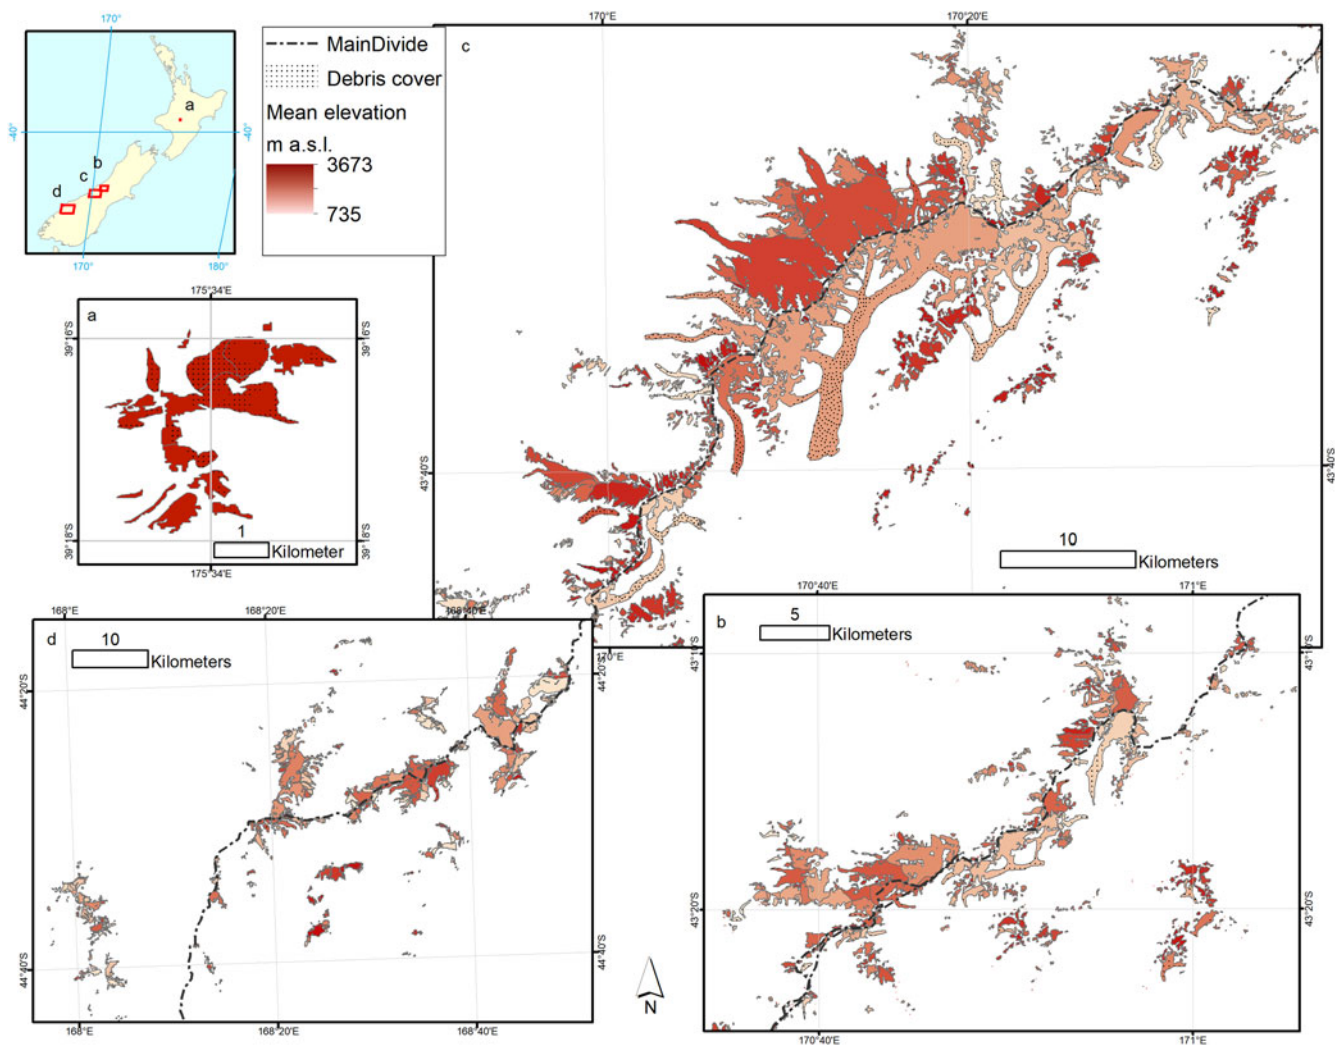 170°
-40°
-40°
a
b
c
d
170°
180°
MainDivide
Debris cover
Mean elevation
m a.s.l.
3673
735
c
170°E
170°20'E
43°40'S
43°40'S
10
Kilometers
170°E
175°34'E
a
39°16'S
39°16'S
39°18'S
39°18'S
1
Kilometer
175°34'E
168°E
168°20'E
168°40'E
d
10
Kilometers
44°20'S
44°20'S
44°40'S
44°40'S
168°E
168°20'E
168°40'E
N
170°40'E
171°E
b
5
Kilometers
43°10'S
43°10'S
43°20'S
43°20'S
170°40'E
171°E